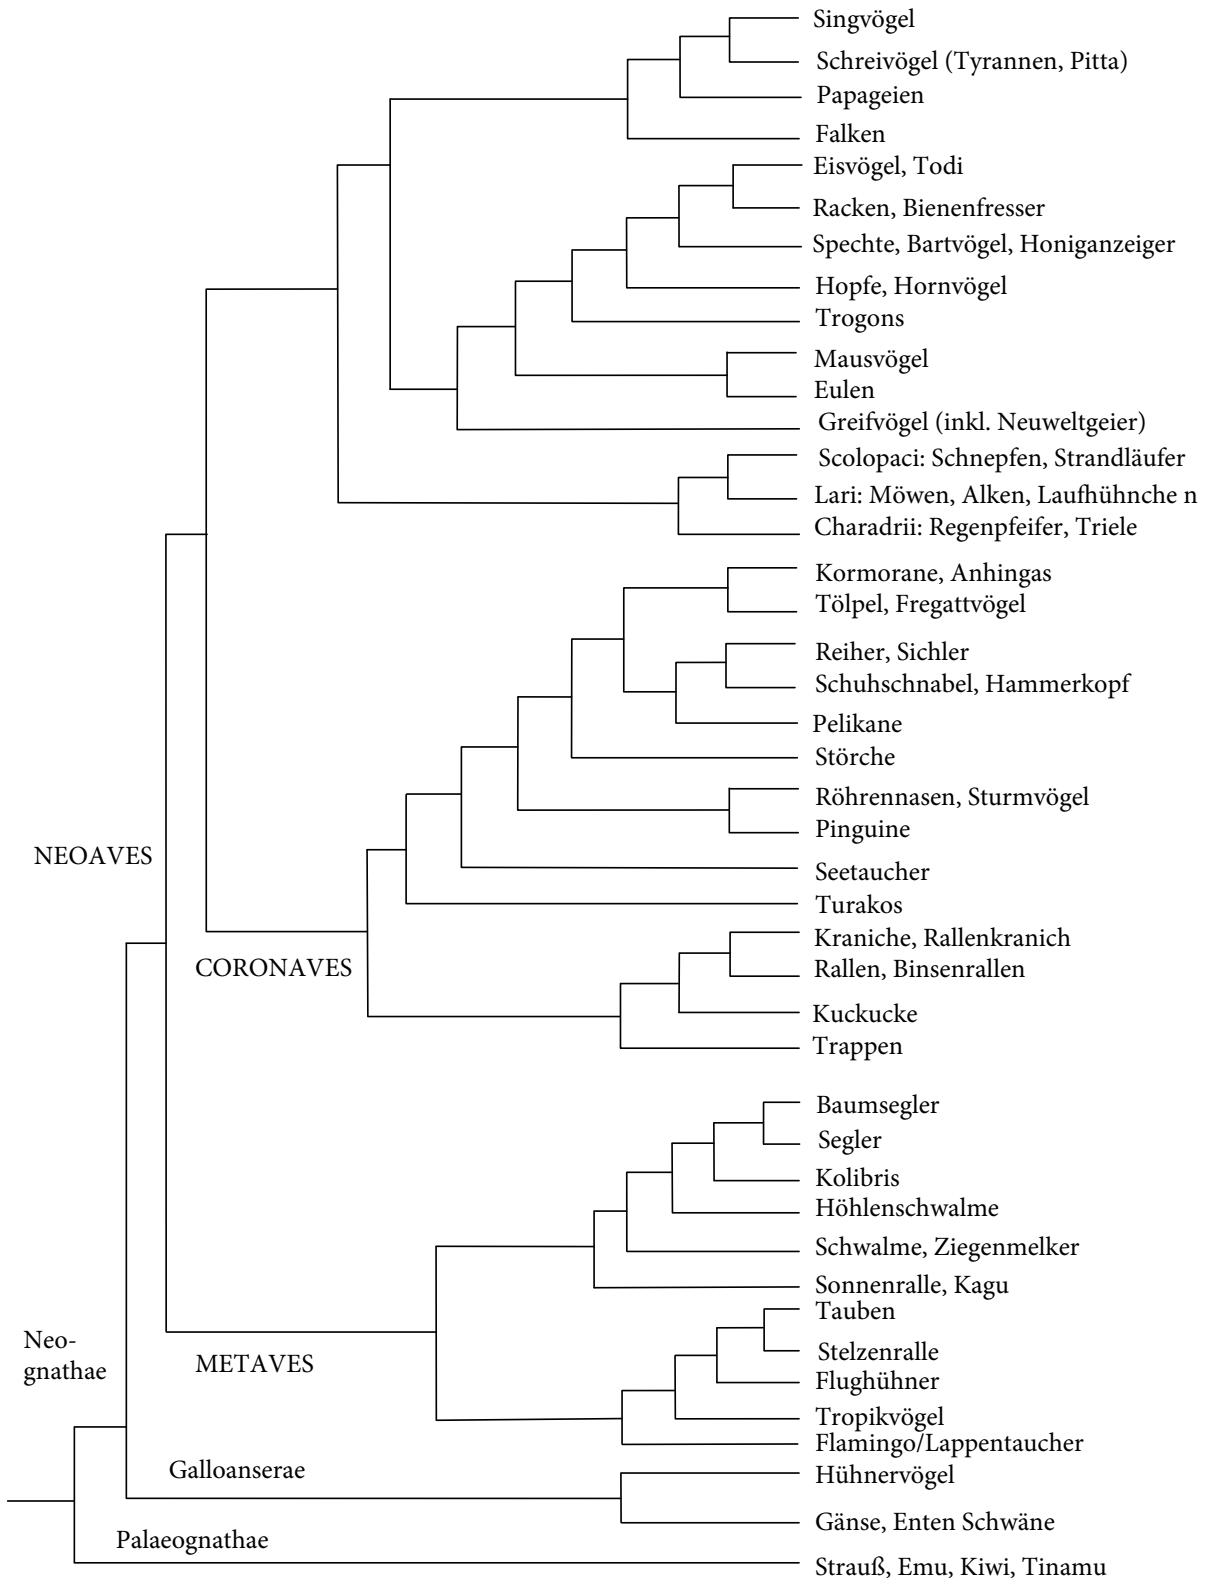 Singvögel
Schreivögel (Tyrannen, Pitta)
Papageien
Falken
Eisvögel, Todi
Racken, Bienenfresser
Spechte, Bartvögel, Honiganzeiger
Hopfe, Hornvögel
Trogons
Mausvögel
Eulen
Greifvögel (inkl. Neuweltgeier)
Scolopaci: Schnepfen, Strandläufer
Lari: Möwen, Alken, Laufhühnche n
Charadrii: Regenpfeifer, Triele
Kormorane, Anhingas
Tölpel, Fregattvögel
Reiher, Sichler
Schuhschnabel, Hammerkopf
Pelikane
Störche
Röhrennasen, Sturmvögel
Pinguine
NEOAVES
Seetaucher
Turakos
Kraniche, Rallenkranich
CORONAVES
Rallen, Binsenrallen
Kuckucke
Trappen
Baumsegler
Segler
Kolibris
Höhlenschwalme
Schwalme, Ziegenmelker
Sonnenralle, Kagu
Tauben
Neo-
gnathae
Stelzenralle
METAVES
Flughühner
Tropikvögel
Flamingo/Lappentaucher
Galloanserae
Hühnervögel
Gänse, Enten Schwäne
Palaeognathae
Strauß, Emu, Kiwi, Tinamu